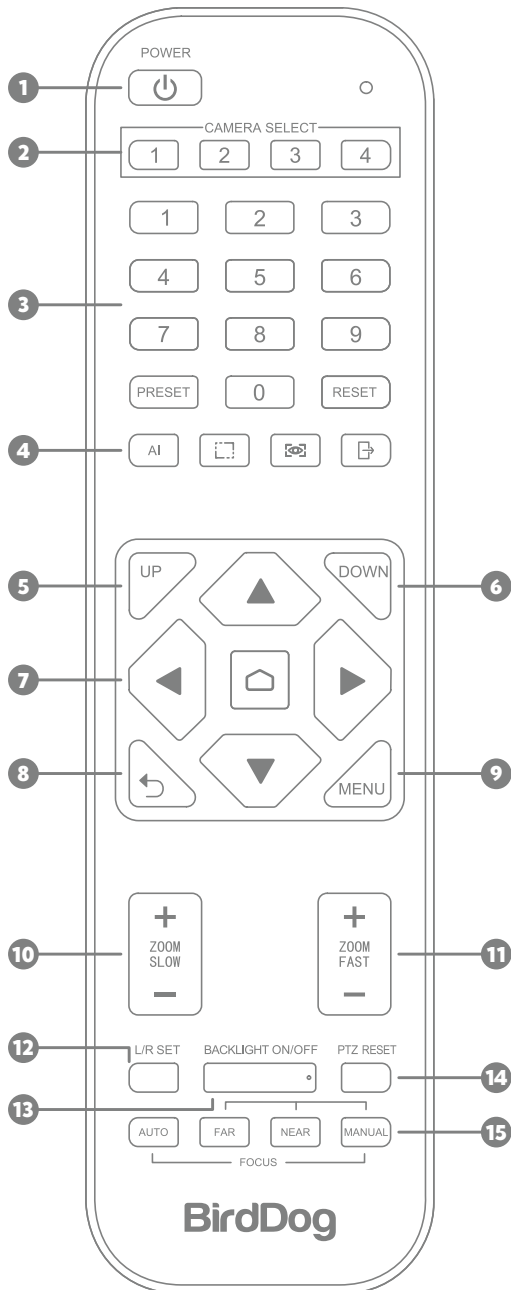 POWER
1
CAMERA SELECT
2
1 2 3 4
1 2 3
4 5 6
3
7 8 9
PRESET 0 RESET
4 AI
UP DOWN
5 6
7
8 MENU 9
+ +
10 ZOOM SLOW ZOOM FAST 11
− −
12 L/R SET BACKLIGHT ON/OFF PTZ RESET
14
13
AUTO FAR NEAR MANUAL 15
FOCUS
BirdDog